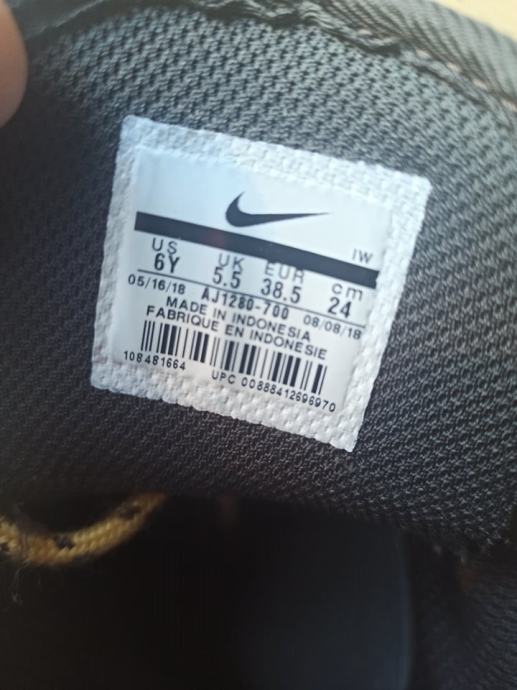 IW
US UK EUR cm
6Y 5.5 38.5 24
05/16/18 AJ1280-700 08/08/18
MADE IN INDONESIA
FABRIQUE EN INDONESIE
108481664 UPC 00888412696970